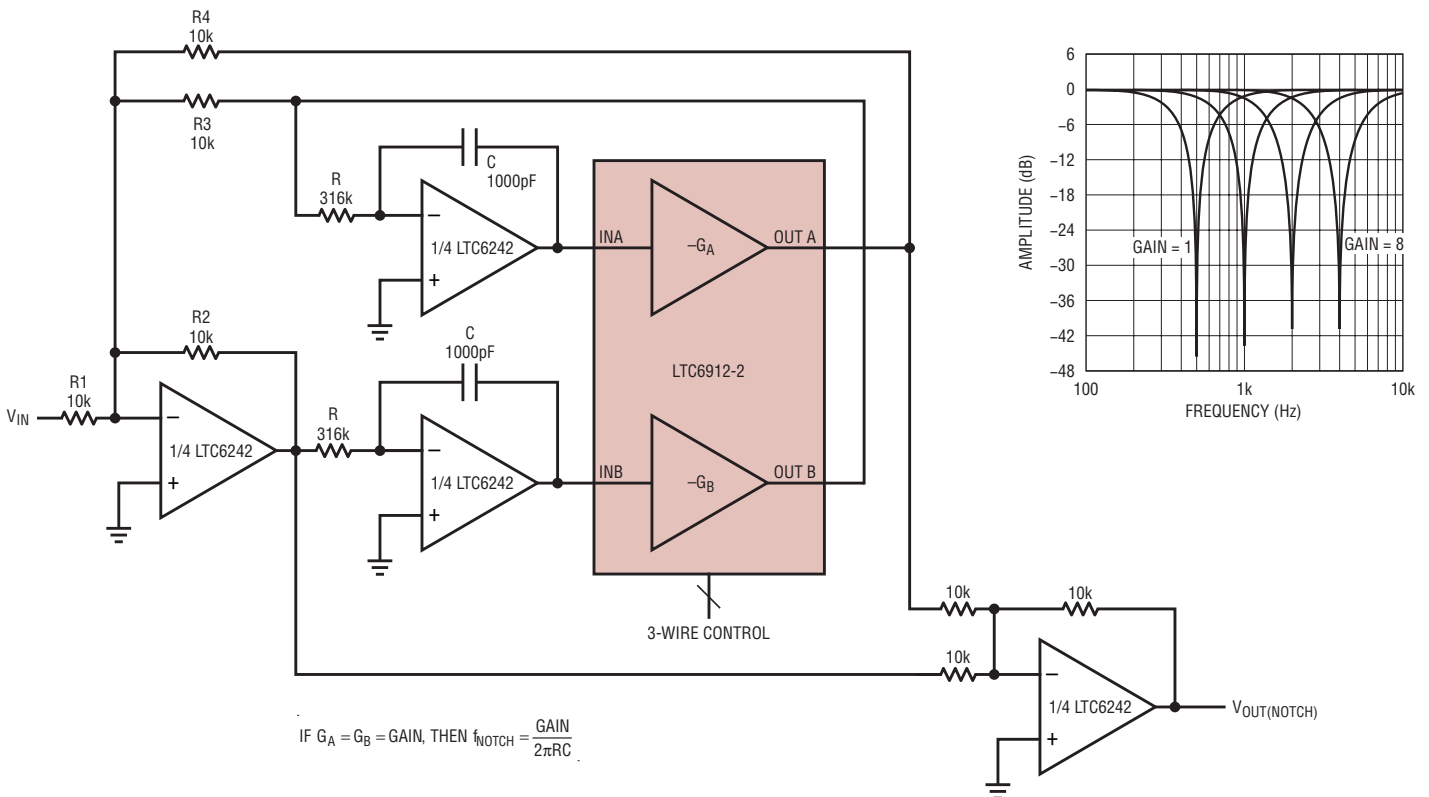 R4
10k
R3
10k
R
316k
C
1000pF
1/4 LTC6242
−
+
INA
−GA
OUT A
LTC6912-2
R2
10k
C
1000pF
R1
10k
VIN
−
+
1/4 LTC6242
R
316k
−
+
1/4 LTC6242
INB
−GB
OUT B
3-WIRE CONTROL
10k
10k
10k
−
+
1/4 LTC6242
VOUT(NOTCH)
IF GA = GB = GAIN, THEN fNOTCH = GAIN
2πRC
AMPLITUDE (dB)
6
0
−6
−12
−18
−24
−30
−36
−42
−48
GAIN = 1
GAIN = 8
100
1k
10k
FREQUENCY (Hz)